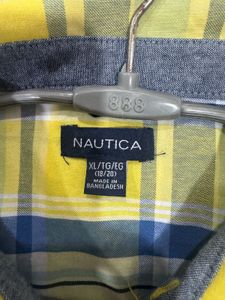 888
NAUTICA
XL/TG/EG
(18/20)
MADE IN
BANGLADESH